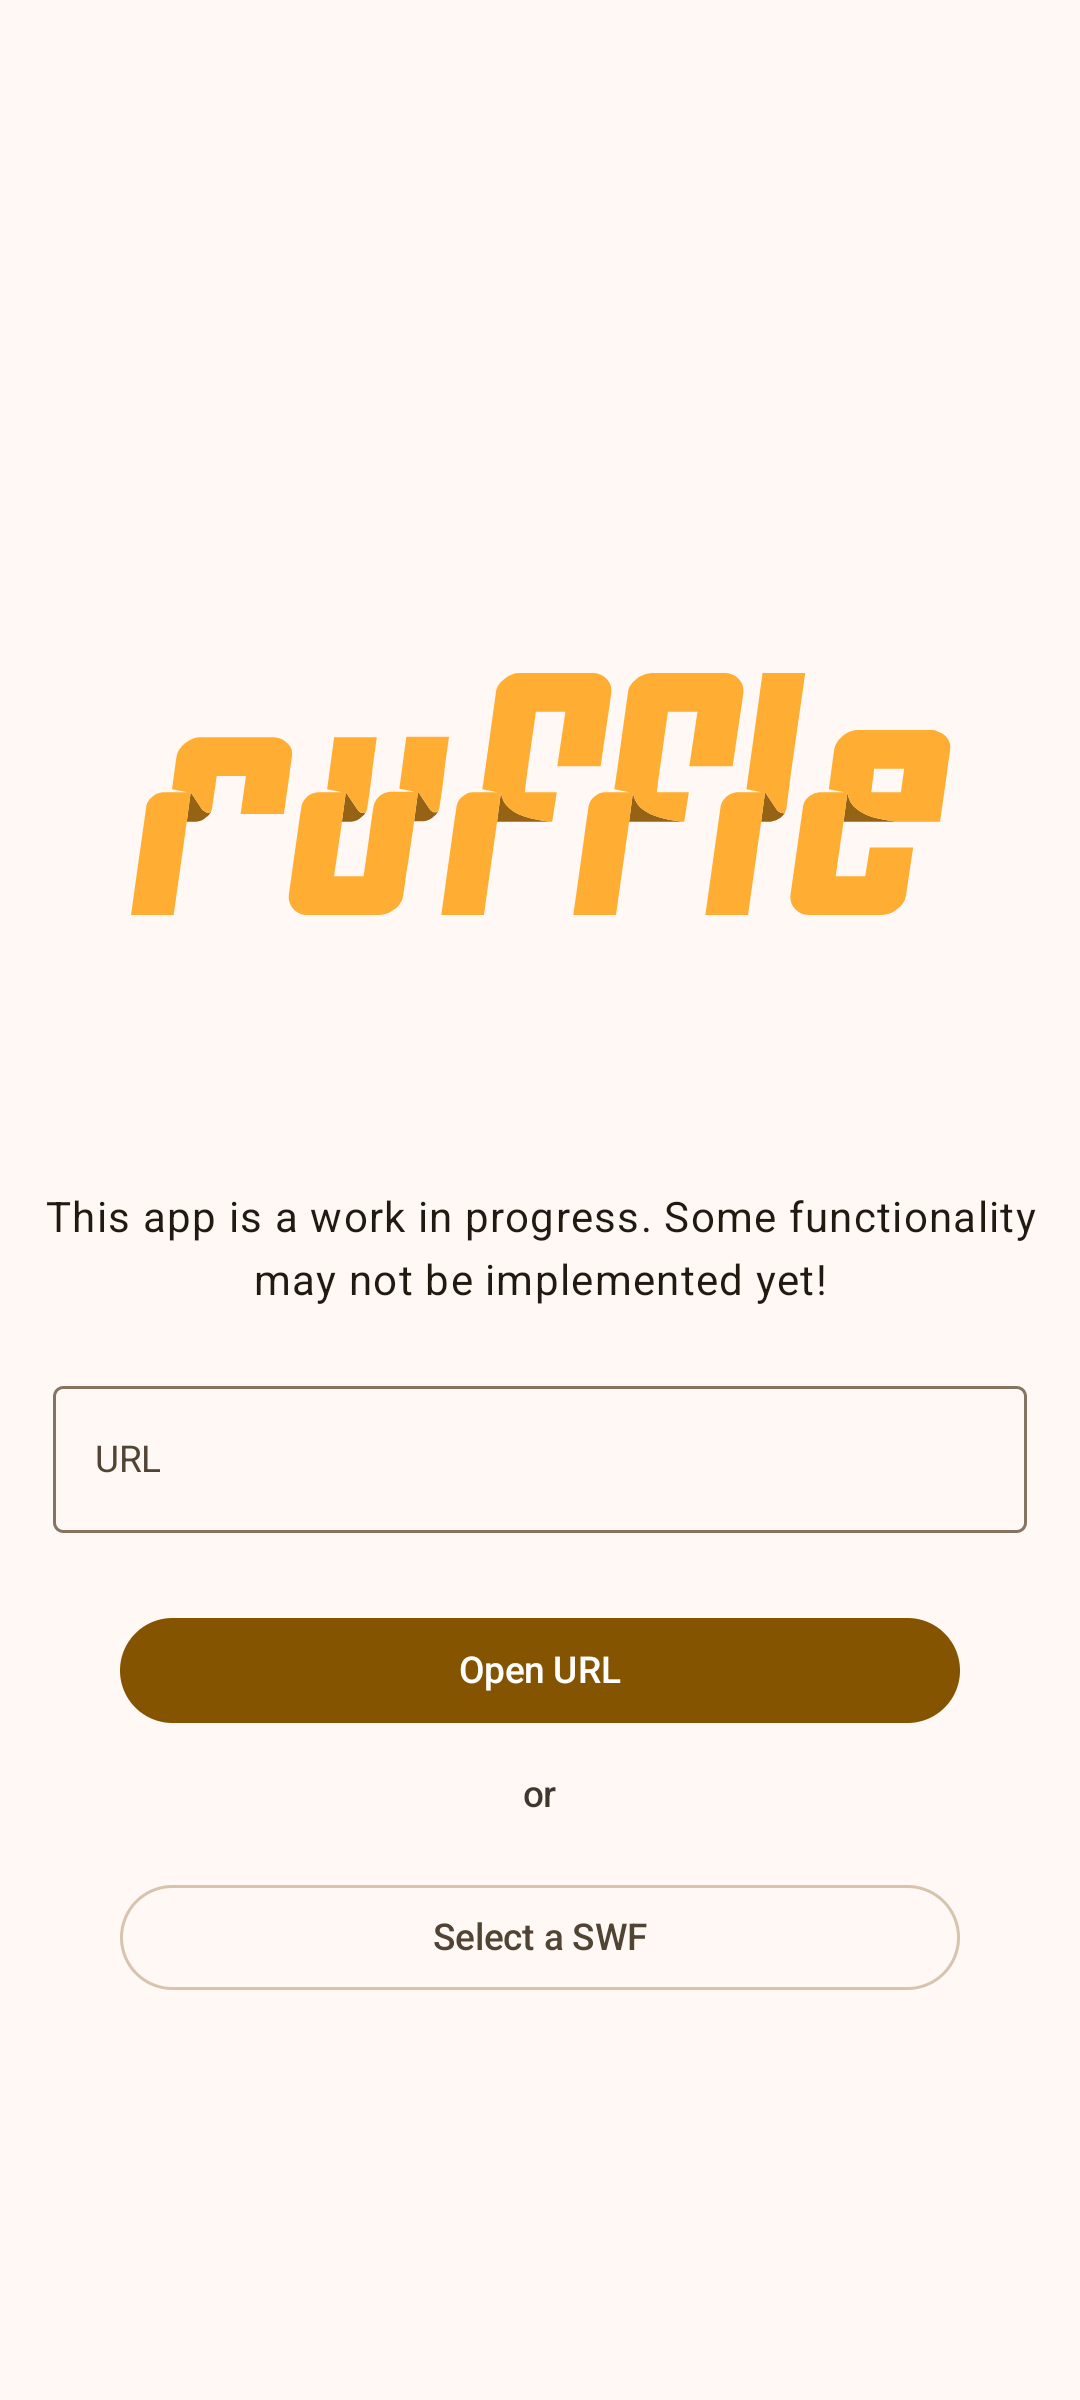 ruffle
This app is a work in progress. Some functionality
may not be implemented yet!
URL
Open URL
or
Select a SWF